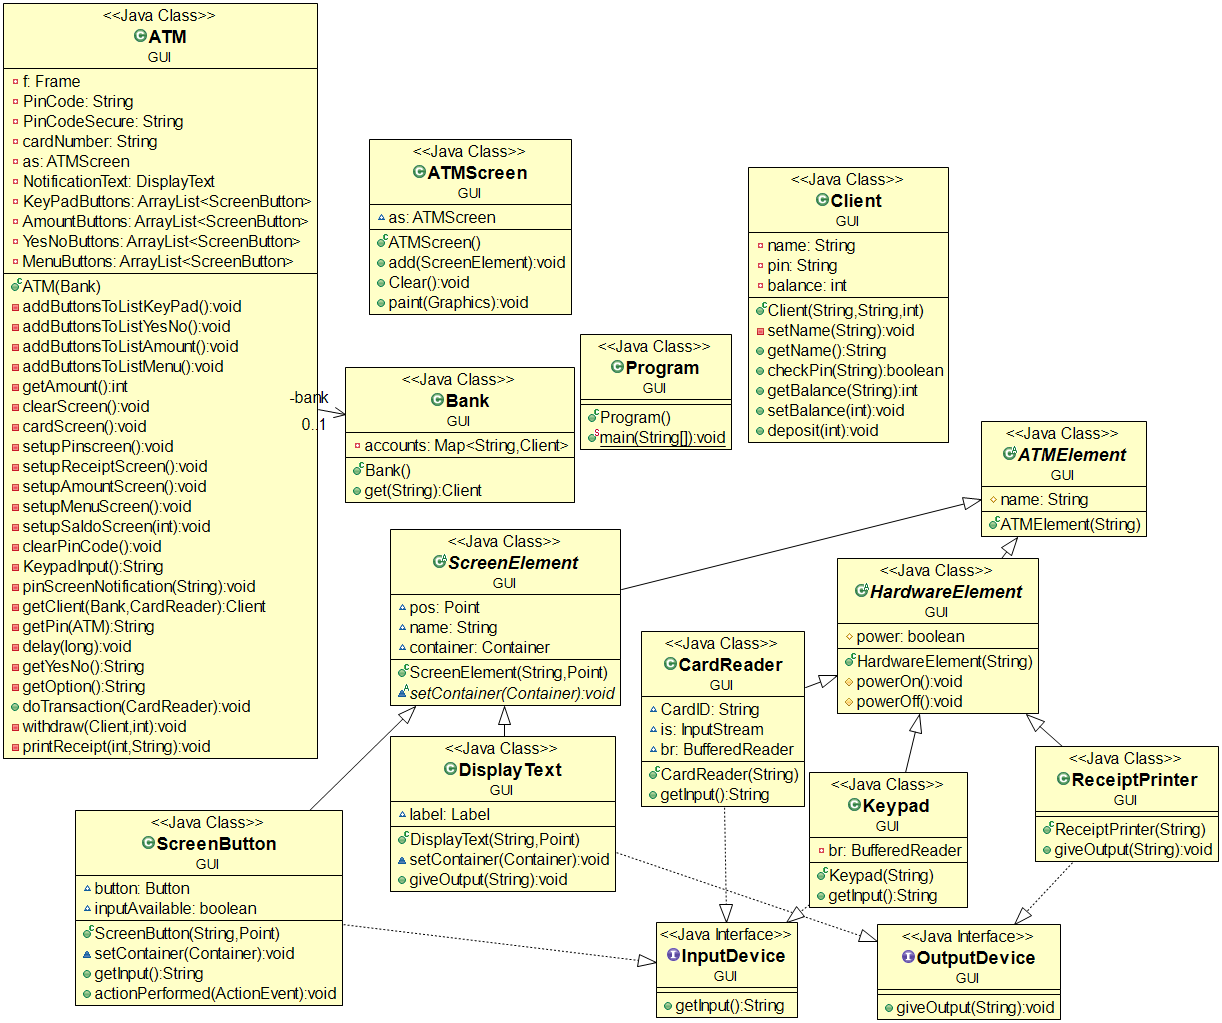 <<Java Class>>
ATM
GUI
f: Frame
PinCode: String
PinCodeSecure: String
cardNumber: String
as: ATMScreen
NotificationText: DisplayText
KeyPadButtons: ArrayList<ScreenButton>
AmountButtons: ArrayList<ScreenButton>
YesNoButtons: ArrayList<ScreenButton>
MenuButtons: ArrayList<ScreenButton>
ATM(Bank)
addButtonsToListKeyPad():void
addButtonsToListYesNo():void
addButtonsToListAmount():void
addButtonsToListMenu():void
getAmount():int
clearScreen():void
cardScreen():void
setupPinscreen():void
setupReceiptScreen():void
setupAmountScreen():void
setupMenuScreen():void
setupSaldoScreen(int):void
clearPinCode():void
KeypadInput():String
pinScreenNotification(String):void
getClient(Bank,CardReader):Client
getPin(ATM):String
delay(long):void
getYesNo():String
getOption():String
doTransaction(CardReader):void
withdraw(Client,int):void
printReceipt(int,String):void
-bank
0..1
<<Java Class>>
ATMScreen
GUI
as: ATMScreen
ATMScreen()
add(ScreenElement):void
Clear():void
paint(Graphics):void
<<Java Class>>
Client
GUI
name: String
pin: String
balance: int
Client(String,String,int)
setName(String):void
getName():String
checkPin(String):boolean
getBalance(String):int
setBalance(int):void
deposit(int):void
<<Java Class>>
Program
GUI
Program()
main(String[]):void
<<Java Class>>
Bank
GUI
accounts: Map<String,Client>
Bank()
get(String):Client
<<Java Class>>
ATMElement
GUI
name: String
ATMElement(String)
<<Java Class>>
ScreenElement
GUI
pos: Point
name: String
container: Container
ScreenElement(String,Point)
setContainer(Container):void
<<Java Class>>
HardwareElement
GUI
power: boolean
HardwareElement(String)
powerOn():void
powerOff():void
<<Java Class>>
CardReader
GUI
CardID: String
is: InputStream
br: BufferedReader
CardReader(String)
getInput():String
<<Java Class>>
DisplayText
GUI
label: Label
DisplayText(String,Point)
setContainer(Container):void
giveOutput(String):void
<<Java Class>>
Keypad
GUI
br: BufferedReader
Keypad(String)
getInput():String
<<Java Class>>
ReceiptPrinter
GUI
ReceiptPrinter(String)
giveOutput(String):void
<<Java Class>>
ScreenButton
GUI
button: Button
inputAvailable: boolean
ScreenButton(String,Point)
setContainer(Container):void
getInput():String
actionPerformed(ActionEvent):void
<<Java Interface>>
InputDevice
GUI
getInput():String
<<Java Interface>>
OutputDevice
GUI
giveOutput(String):void